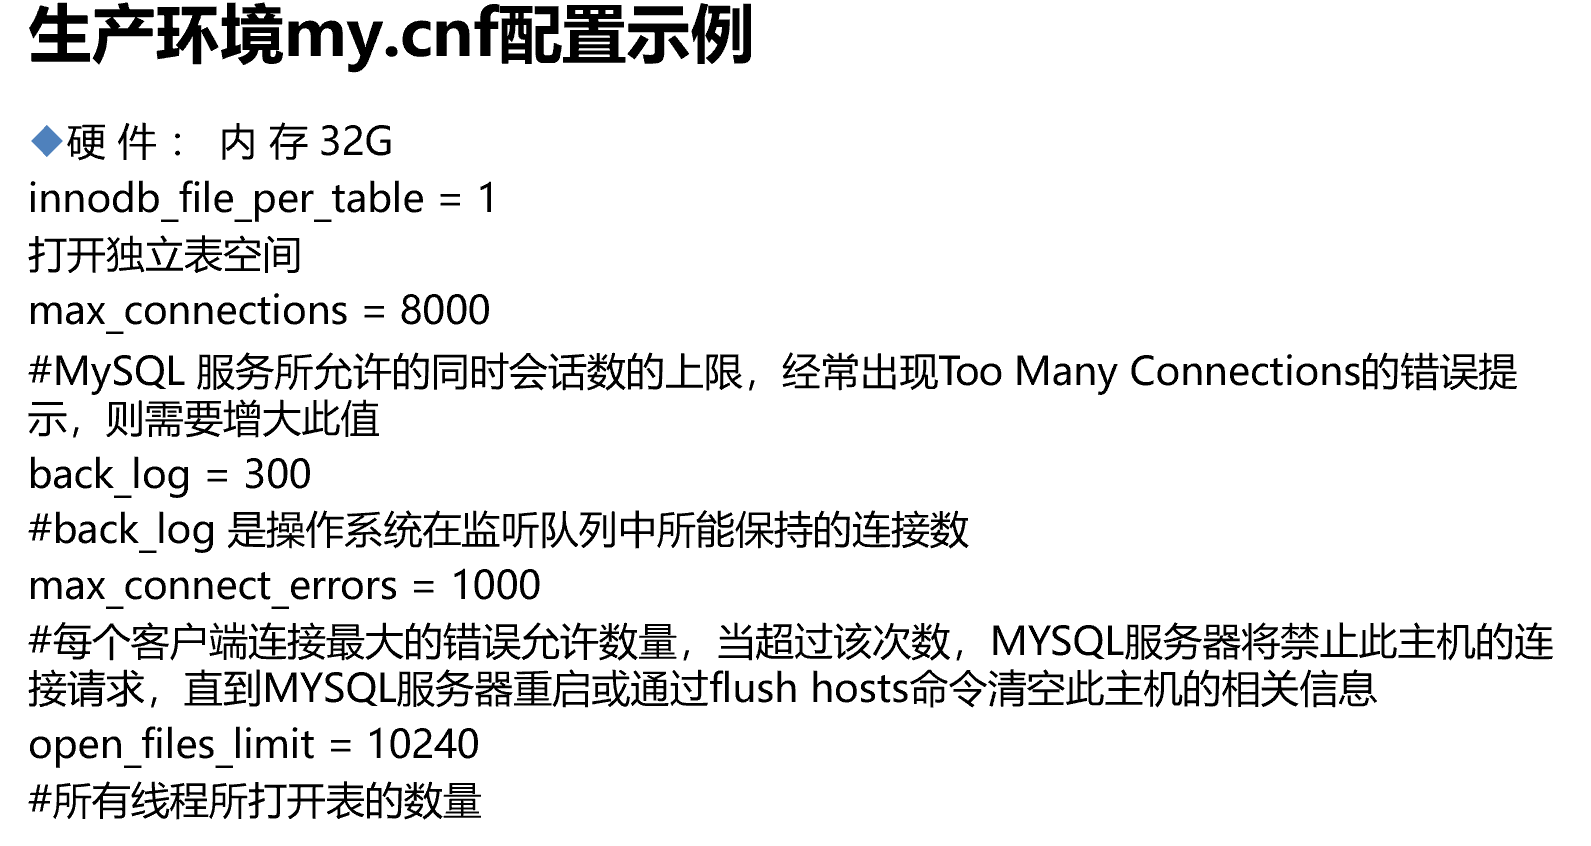 生产环境my.cnf配置示例
◆硬 件 ： 内 存 32G
innodb_file_per_table = 1
打开独立表空间
max_connections = 8000
#MySQL 服务所允许的同时会话数的上限，经常出现Too Many Connections的错误提
示，则需要增大此值
back_log = 300
#back_log 是操作系统在监听队列中所能保持的连接数
max_connect_errors = 1000
#每个客户端连接最大的错误允许数量，当超过该次数，MYSQL服务器将禁止此主机的连
接请求，直到MYSQL服务器重启或通过flush hosts命令清空此主机的相关信息
open_files_limit = 10240
#所有线程所打开表的数量